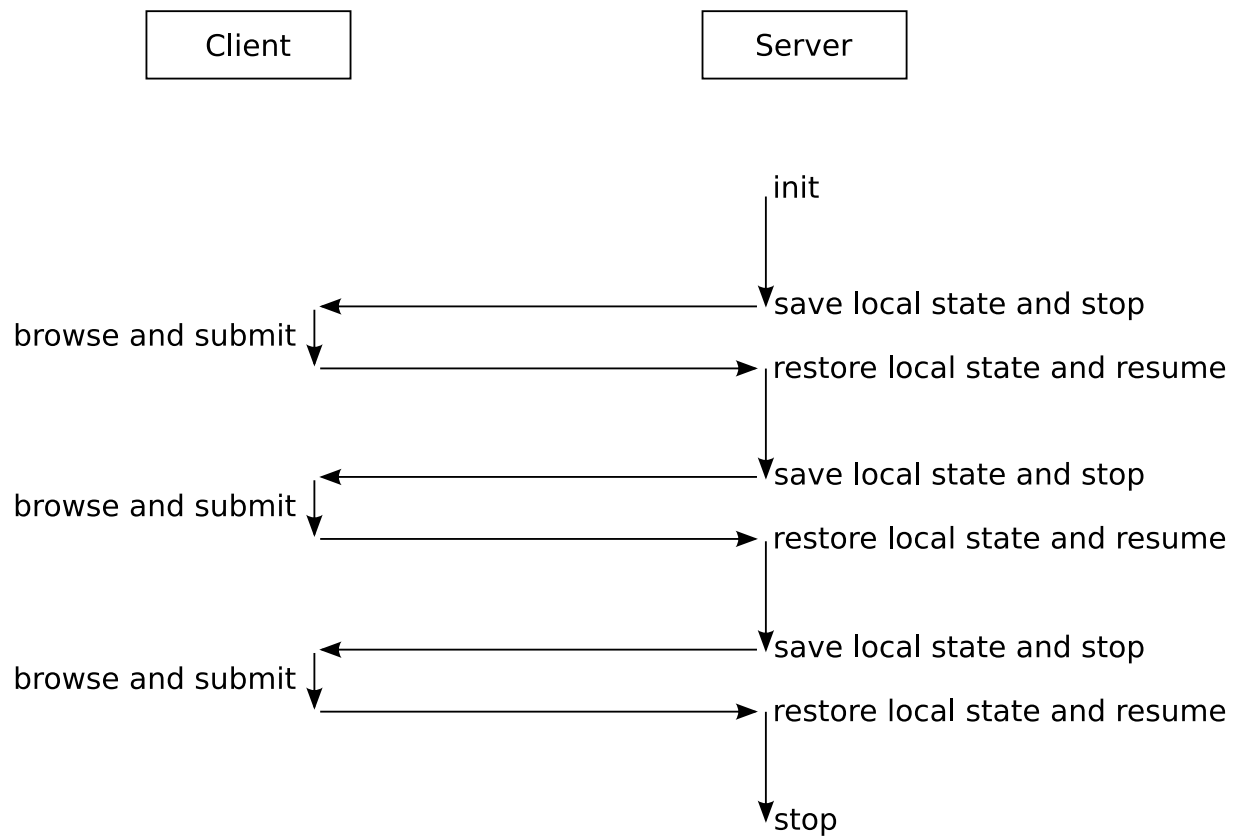 Client
Server
init
save local state and stop
browse and submit
restore local state and resume
save local state and stop
browse and submit
restore local state and resume
save local state and stop
browse and submit
restore local state and resume
stop